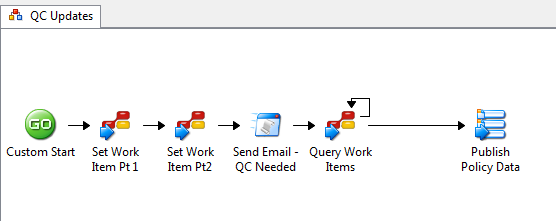 QC Updates
GO
Custom Start
Set Work
Item Pt 1
Set Work
Item Pt2
Send Email -
QC Needed
Query Work
Items
Publish
Policy Data